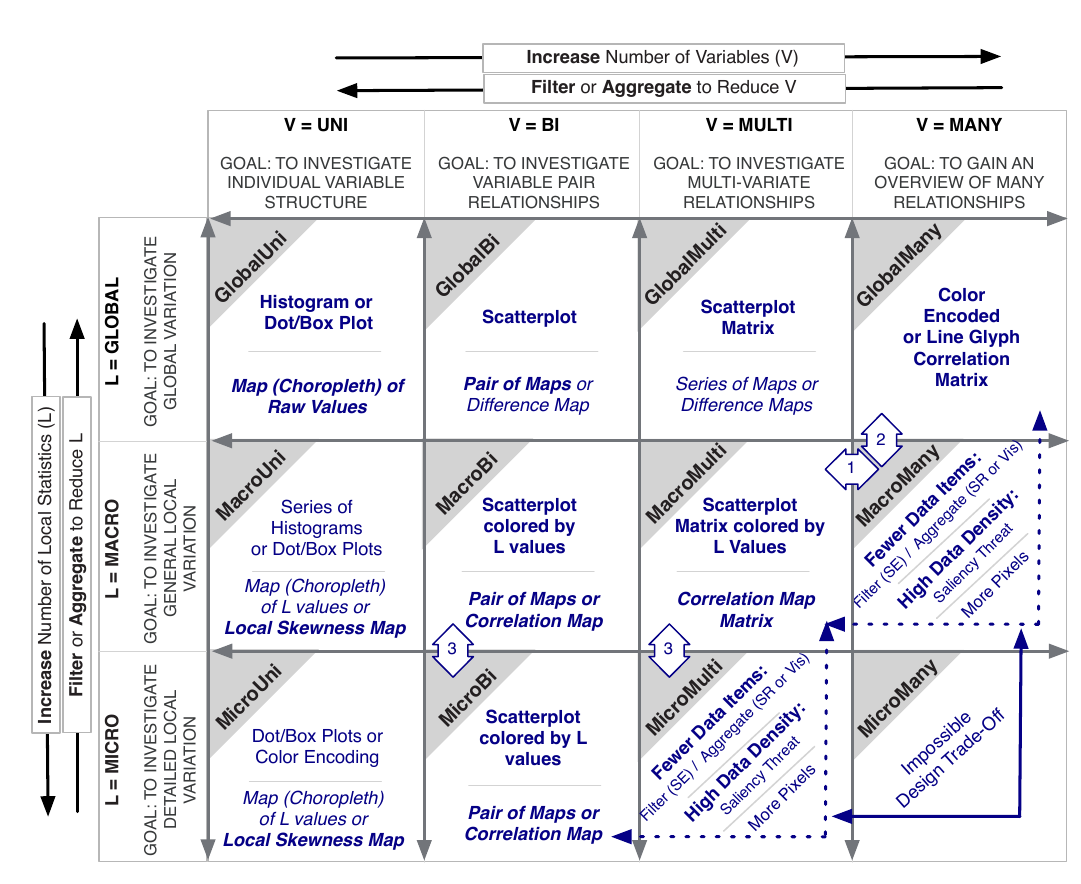 Increase Number of Variables (V)
Filter or Aggregate to Reduce V
V = UNI
GOAL: TO INVESTIGATE
INDIVIDUAL VARIABLE
STRUCTURE
V = BI
GOAL: TO INVESTIGATE
VARIABLE PAIR
RELATIONSHIPS
V = MULTI
GOAL: TO INVESTIGATE
MULTI-VARIATE
RELATIONSHIPS
V = MANY
GOAL: TO GAIN AN
OVERVIEW OF MANY
RELATIONSHIPS
Increase Number of Local Statistics (L)
Filter or Aggregate to Reduce L
L = GLOBAL
GOAL: TO INVESTIGATE
GLOBAL VARIATION
GlobalUni
Histogram or
Dot/Box Plot
Map (Choropleth) of
Raw Values
GlobalBi
Scatterplot
Pair of Maps or
Difference Map
GlobalMulti
Scatterplot
Matrix
Series of Maps or
Difference Maps
GlobalMany
Color
Encoded
or Line Glyph
Correlation
Matrix
L = MACRO
GOAL: TO INVESTIGATE
GENERAL LOCAL
VARIATION
MacroUni
Series of
Histograms
or Dot/Box Plots
Map (Choropleth)
of L values or
Local Skewness Map
MacroBi
Scatterplot
colored by
L values
Pair of Maps or
Correlation Map
MacroMulti
Scatterplot
Matrix colored by
L Values
Correlation Map
Matrix
1
2
MacroMany
Fewer Data Items:
Filter (SE) / Aggregate (SR or Vis)
High Data Density:
Saliency Threat
More Pixels
3
3
L = MICRO
GOAL: TO INVESTIGATE
DETAILED LOCAL
VARIATION
MicroUni
Dot/Box Plots or
Color Encoding
Map (Choropleth)
of L values or
Local Skewness Map
MicroBi
Scatterplot
colored by L
values
Pair of Maps or
Correlation Map
MicroMulti
Fewer Data Items:
Filter (SE) / Aggregate (SR or Vis)
High Data Density:
Saliency Threat
More Pixels
MicroMany
Impossible
Design Trade-Off